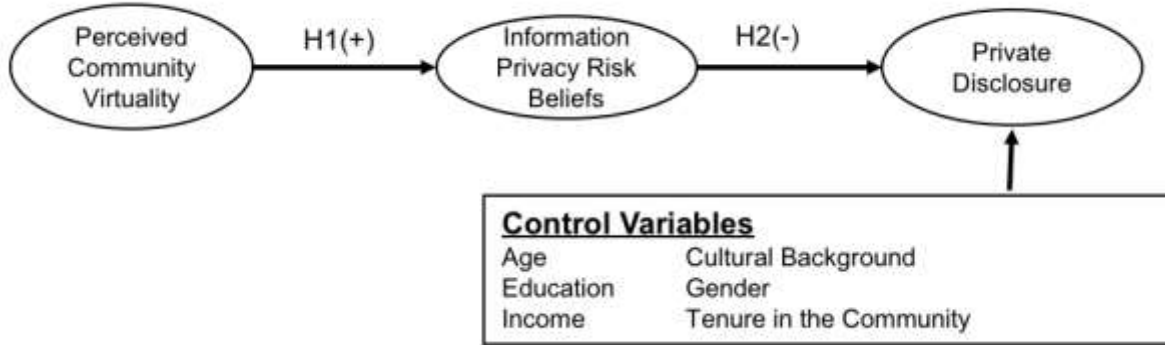 Perceived
Community
Virtuality
H1(+)
Information
Privacy Risk
Beliefs
H2(-)
Private
Disclosure
Control Variables
Age Cultural Background
Education Gender
Income Tenure in the Community